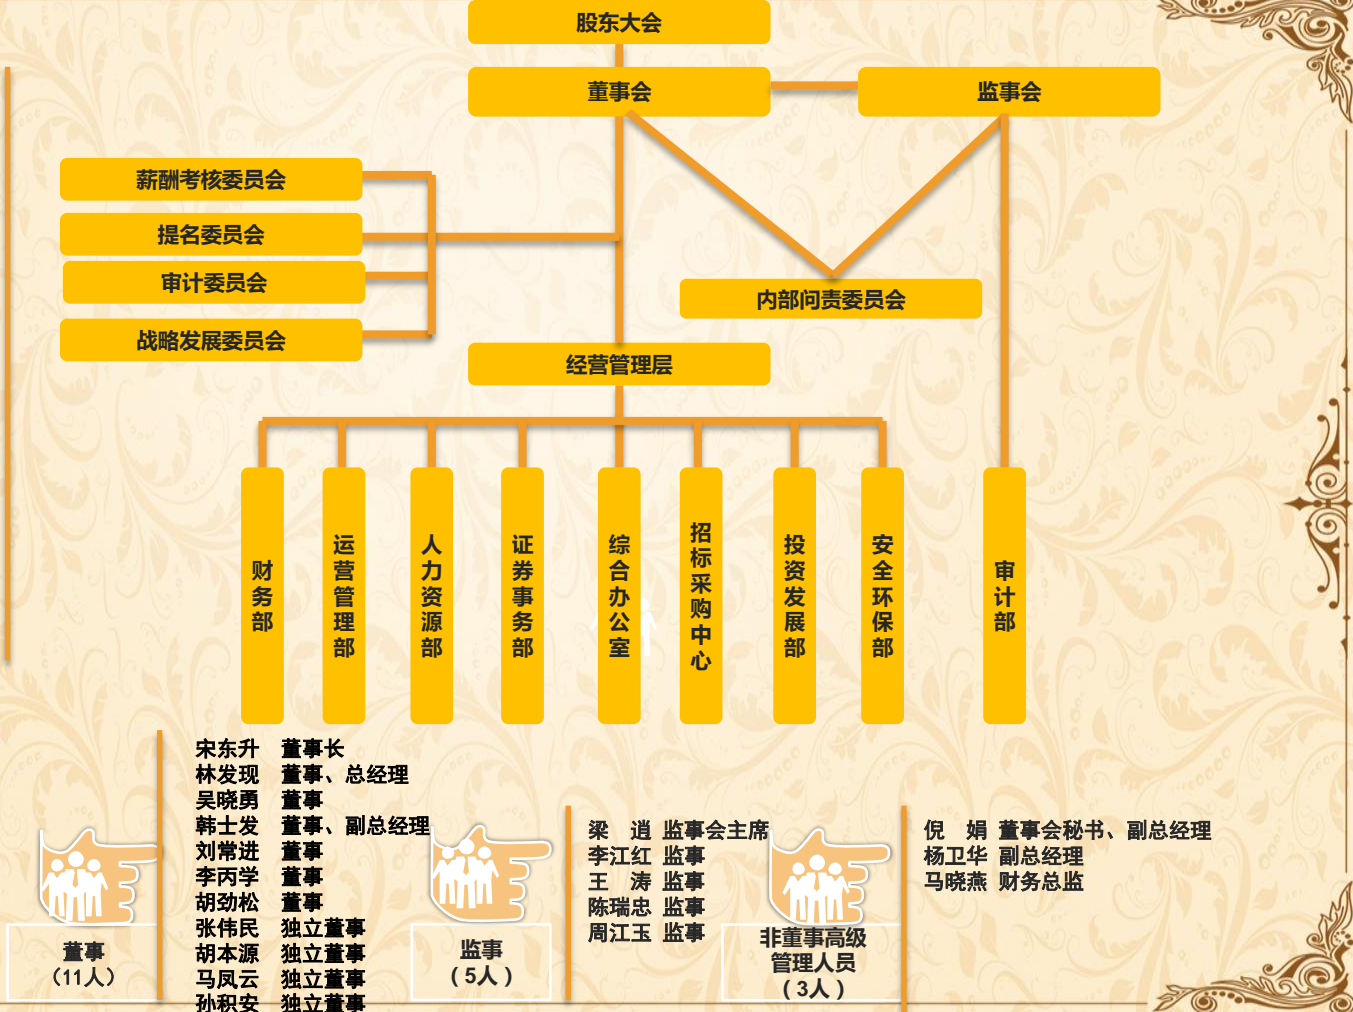 股东大会
董事会
监事会
薪酬考核委员会
提名委员会
审计委员会
战略发展委员会
内部问责委员会
经营管理层
财务部
运营管理部
人力资源部
证券事务部
综合办公室
招标采购中心
投资发展部
安全环保部
审计部
董事
（11人）
宋东升 董事长
林发现 董事、总经理
吴晓勇 董事
韩士发 董事、副总经理
刘常进 董事
李丙学 董事
胡劲松 董事
张伟民 独立董事
胡本源 独立董事
马凤云 独立董事
孙积安 独立董事
监事
（5人）
梁 逍 监事会主席
李江红 监事
王 涛 监事
陈瑞忠 监事
周江玉 监事
非董事高级
管理人员
（3人）
倪 娟 董事会秘书、副总经理
杨卫华 副总经理
马晓燕 财务总监